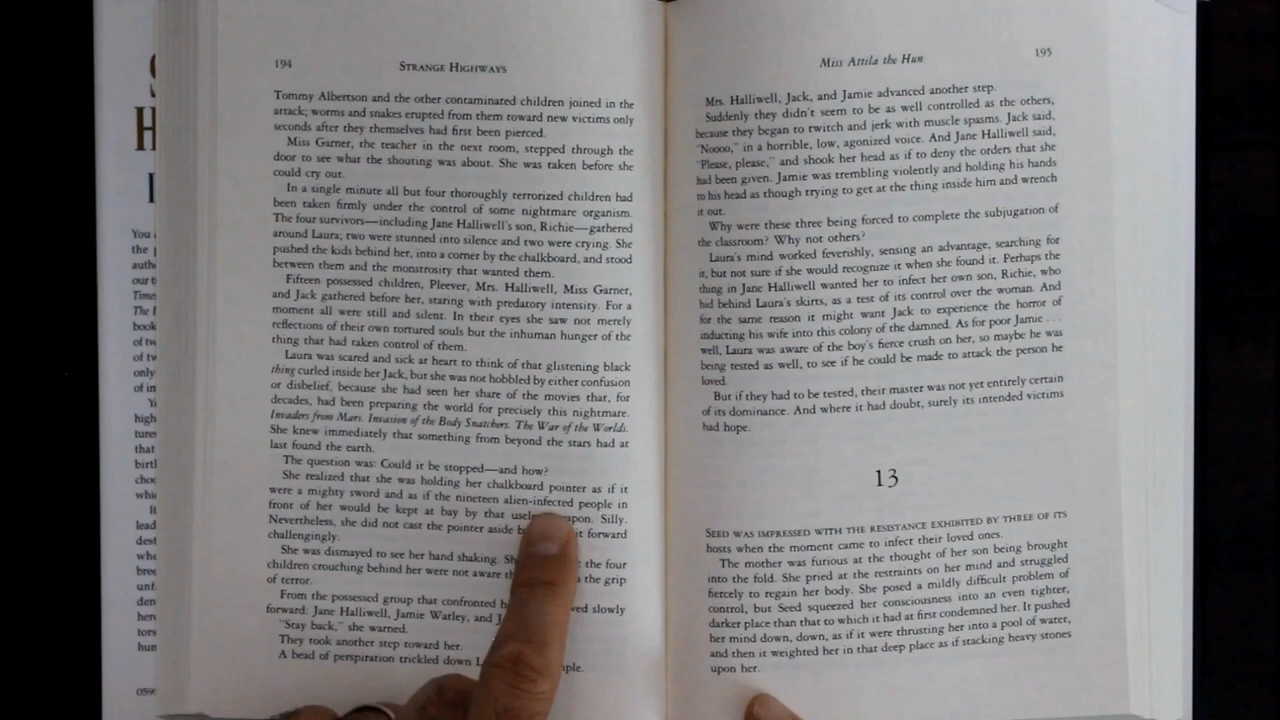 194
STRANGE HIGHWAYS
Tommy Albertson and the other contaminated children joined in the
attack; worms and snakes erupted from them toward new victims only
seconds after they themselves had first been pierced.
Miss Garner, the teacher in the next room, stepped through the
door to see what the shouting was about. She was taken before she
could cry out.
In a single minute all but four thoroughly terrorized children had
been taken firmly under the control of some nightmare organism.
The four survivors—including Jane Halliwell's son, Richie—gathered
around Laura; two were stunned into silence and two were crying. She
pushed the kids behind her, into a corner by the chalkboard, and stood
between them and the monstrosity that wanted them.
Fifteen possessed children, Pleever, Mrs. Halliwell, Miss Garner,
and Jack gathered before her, staring with predatory intensity. For a
moment all were still and silent. In their eyes she saw not merely
reflections of their own tortured souls but the inhuman hunger of the
thing that had taken control of them.
Laura was scared and sick at heart to think of that glistening black
thing curled inside her Jack, but she was not hobbled by either confusion
or disbelief, because she had seen her share of the movies that, for
decades, had been preparing the world for precisely this nightmare.
Invaders from Mars. Invasion of the Body Snatchers. The War of the Worlds.
She knew immediately that something from beyond the stars had at
last found the earth.
The question was: Could it be stopped—and how?
She realized that she was holding her chalkboard pointer as if it
were a mighty sword and as if the nineteen alien-infected people in
front of her would be kept at bay by that Silly.
Nevertheless, she did not cast the pointer aside it forward
challengingly.
She was dismayed to see her hand shaking. the four
children crouching behind her were not aware the grip
of terror.
From the possessed group that confronted slowly
forward: Jane Halliwell, Jamie Watley, and
"Stay back," she warned.
They took another step toward her.
A bead of perspiration trickled down
Miss Attila the Hun
195
Mrs. Halliwell, Jack, and Jamie advanced another step.
Suddenly they didn't seem to be as well controlled as the others,
because they began to twitch and jerk with muscle spasms. Jack said,
"Noooo," in a horrible, low, agonized voice. And Jane Halliwell said,
"Please, please," and shook her head as if to deny the orders that she
had been given. Jamie was trembling violently and holding his hands
to his head as though trying to get at the thing inside him and wrench
it out.
Why were these three being forced to complete the subjugation of
the classroom? Why not others?
Laura's mind worked feverishly, sensing an advantage, searching for
it, but not sure if she would recognize it when she found it. Perhaps the
thing in Jane Halliwell wanted her to infect her own son, Richie, who
hid behind Laura's skirts, as a test of its control over the woman. And
for the same reason it might want Jack to experience the horror of
inducting his wife into this colony of the damned. As for poor Jamie . . .
well, Laura was aware of the boy's fierce crush on her, so maybe he was
being tested as well, to see if he could be made to attack the person he
loved.
But if they had to be tested, their master was not yet entirely certain
of its dominance. And where it had doubt, surely its intended victims
had hope.
13
SEED WAS IMPRESSED WITH THE RESISTANCE EXHIBITED BY THREE OF ITS
hosts when the moment came to infect their loved ones.
The mother was furious at the thought of her son being brought
into the fold. She pried at the restraints on her mind and struggled
fiercely to regain her body. She posed a mildly difficult problem of
control, but Seed squeezed her consciousness into an even tighter,
darker place than that to which it had at first condemned her. It pushed
her mind down, down, as if it were thrusting her into a pool of water,
and then it weighted her in that deep place as if stacking heavy stones
upon her.